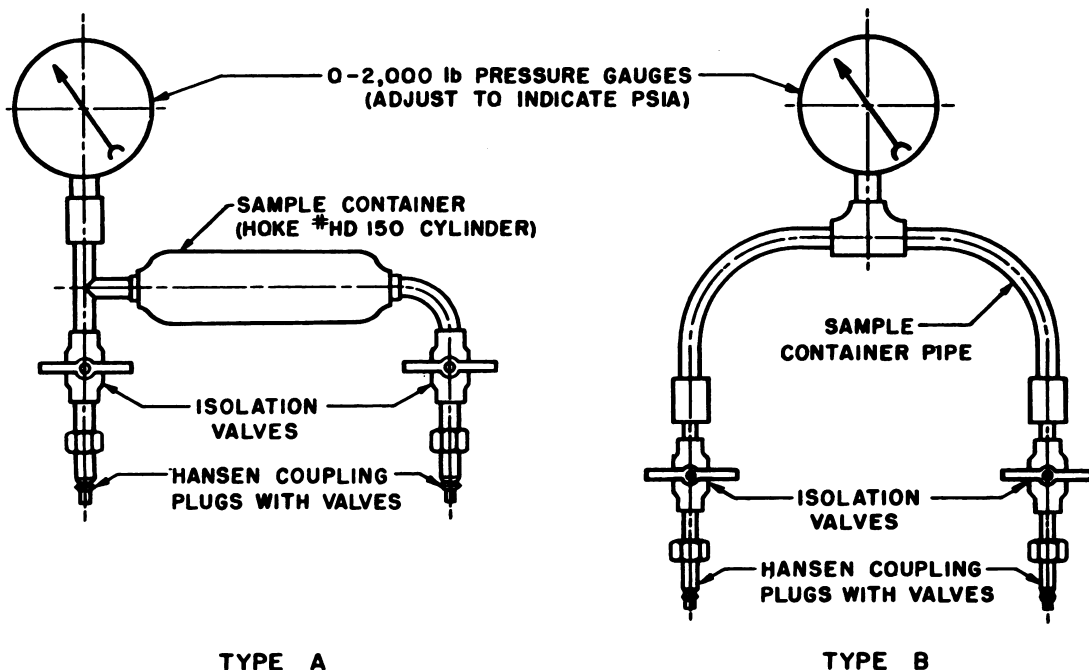 0-2,000 lb PRESSURE GAUGES
(ADJUST TO INDICATE PSIA)
SAMPLE CONTAINER
(HOKE #HD 150 CYLINDER)
SAMPLE
CONTAINER PIPE
ISOLATION
VALVES
HANSEN COUPLING
PLUGS WITH VALVES
ISOLATION
VALVES
HANSEN COUPLING
PLUGS WITH VALVES
TYPE A
TYPE B